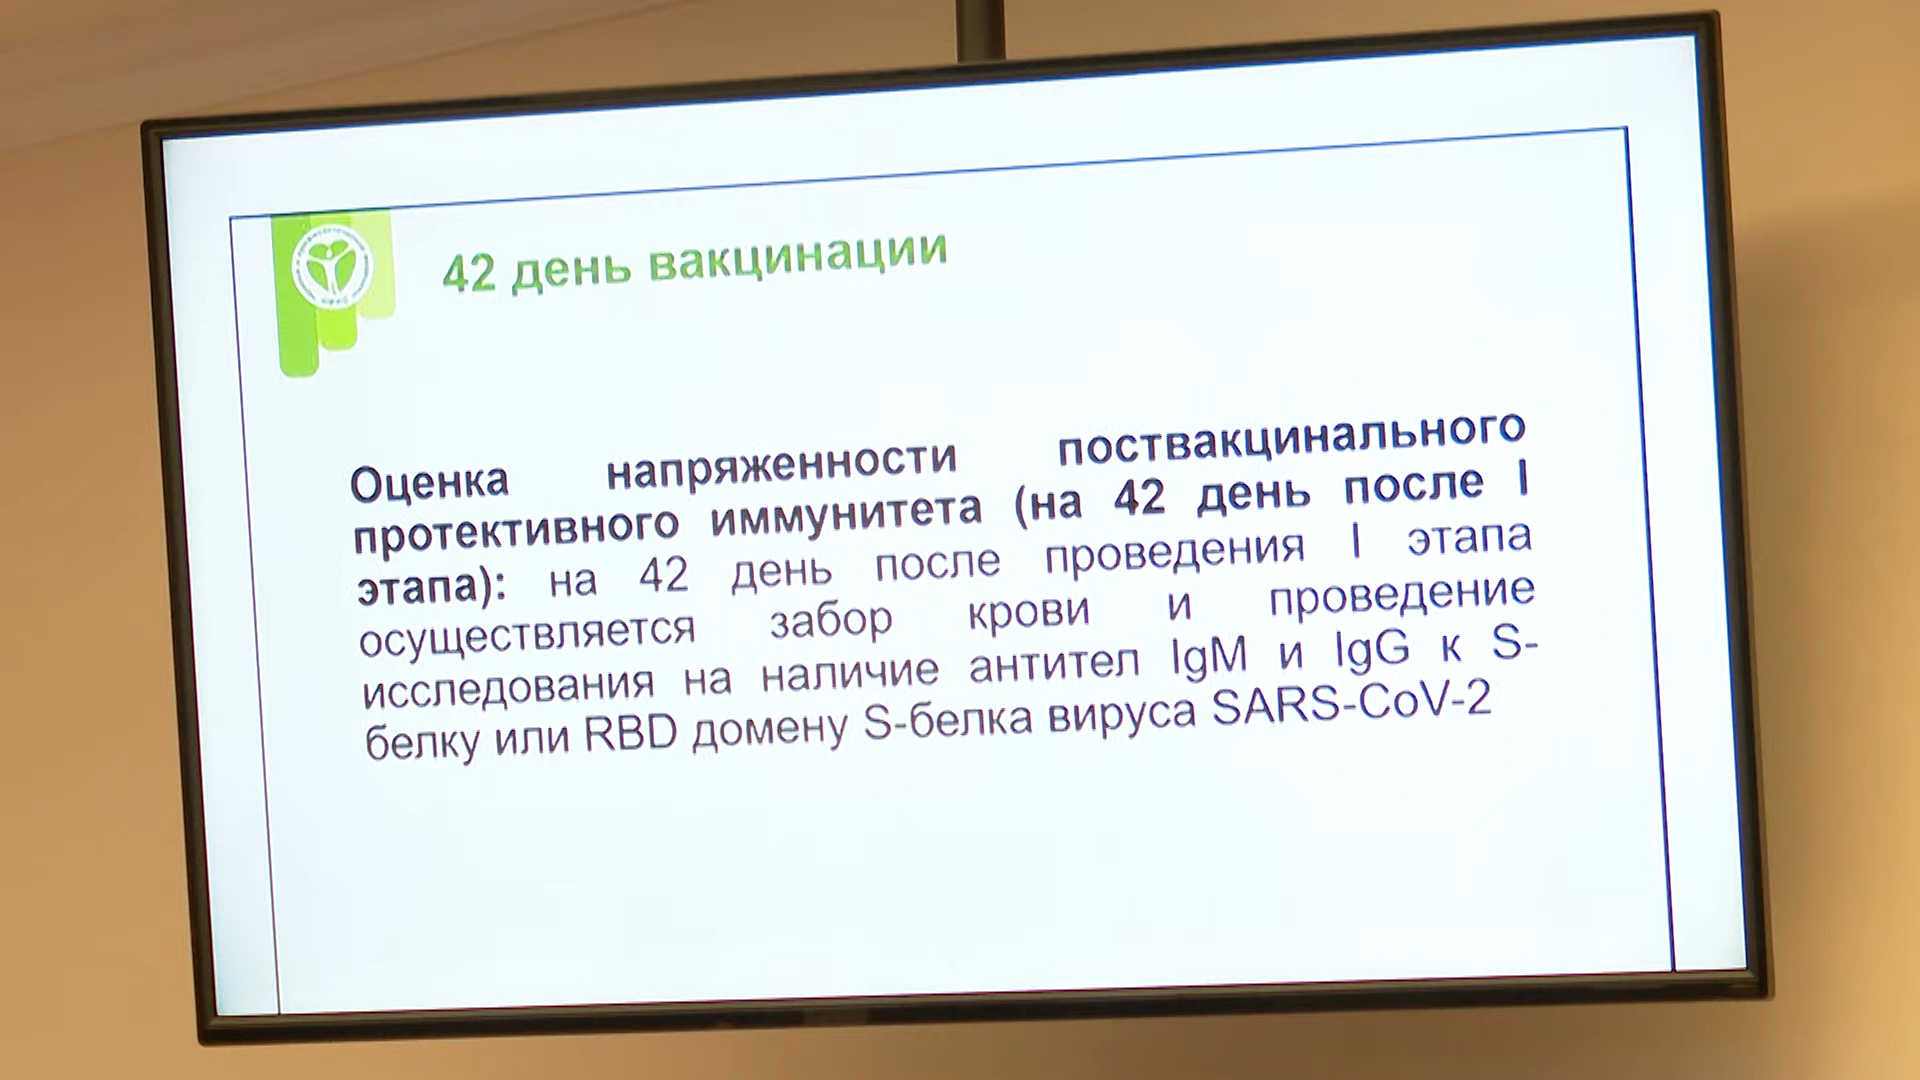 42 день вакцинации
Оценка напряженности поствакцинального
протективного иммунитета (на 42 день после I
этапа): на 42 день после проведения I этапа
осуществляется забор крови и проведение
исследования на наличие антител IgM и IgG к S-
белку или RBD домену S-белка вируса SARS-CoV-2